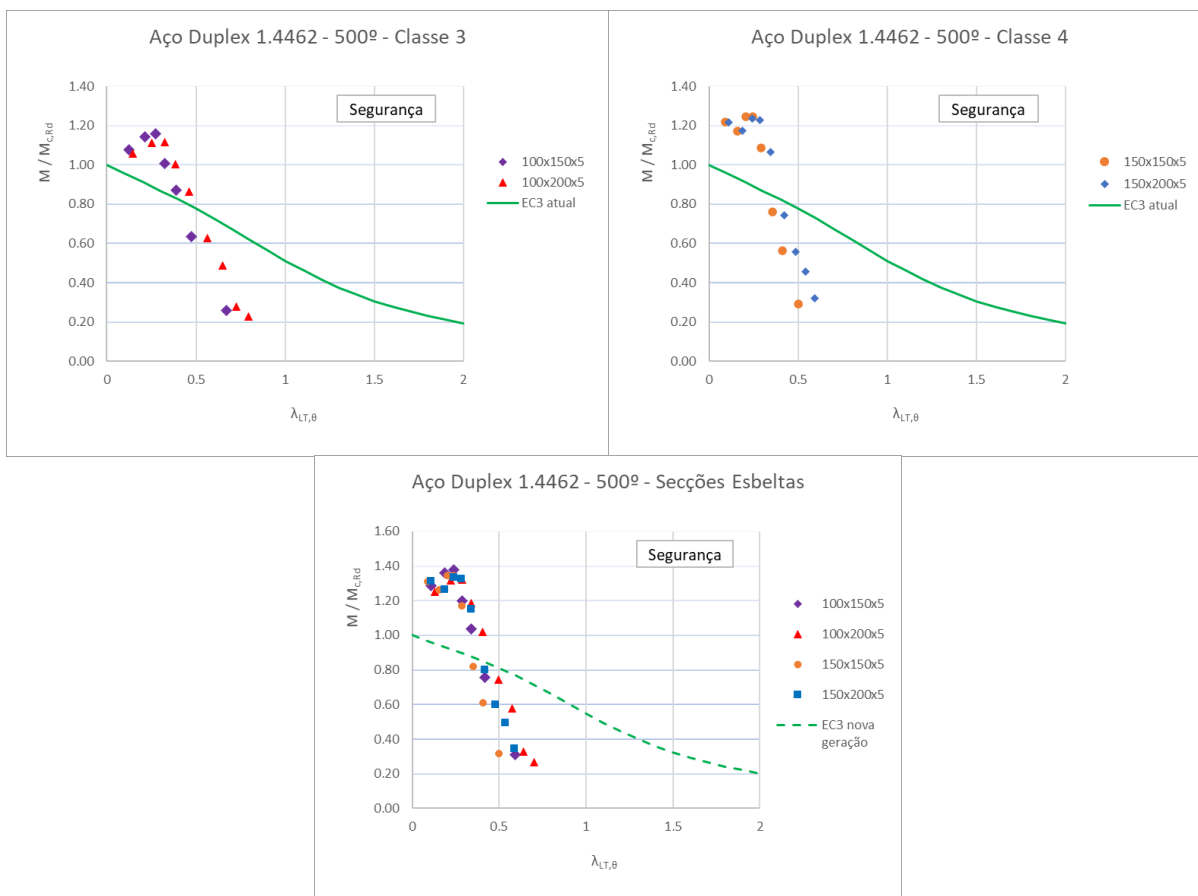 Aço Duplex 1.4462 - 500º - Classe 3
M / Mc,Rd
1.40
1.20
1.00
0.80
0.60
0.40
0.20
0.00
0
0.5
1
1.5
2
λLT,θ
Segurança
100x150x5
100x200x5
EC3 atual
Aço Duplex 1.4462 - 500º - Classe 4
M / Mc,Rd
1.40
1.20
1.00
0.80
0.60
0.40
0.20
0.00
0
0.5
1
1.5
2
λLT,θ
Segurança
150x150x5
150x200x5
EC3 atual
Aço Duplex 1.4462 - 500º - Secções Esbeltas
M / Mc,Rd
1.60
1.40
1.20
1.00
0.80
0.60
0.40
0.20
0.00
0
0.5
1
1.5
2
λLT,θ
Segurança
100x150x5
100x200x5
150x150x5
150x200x5
EC3 nova
geração